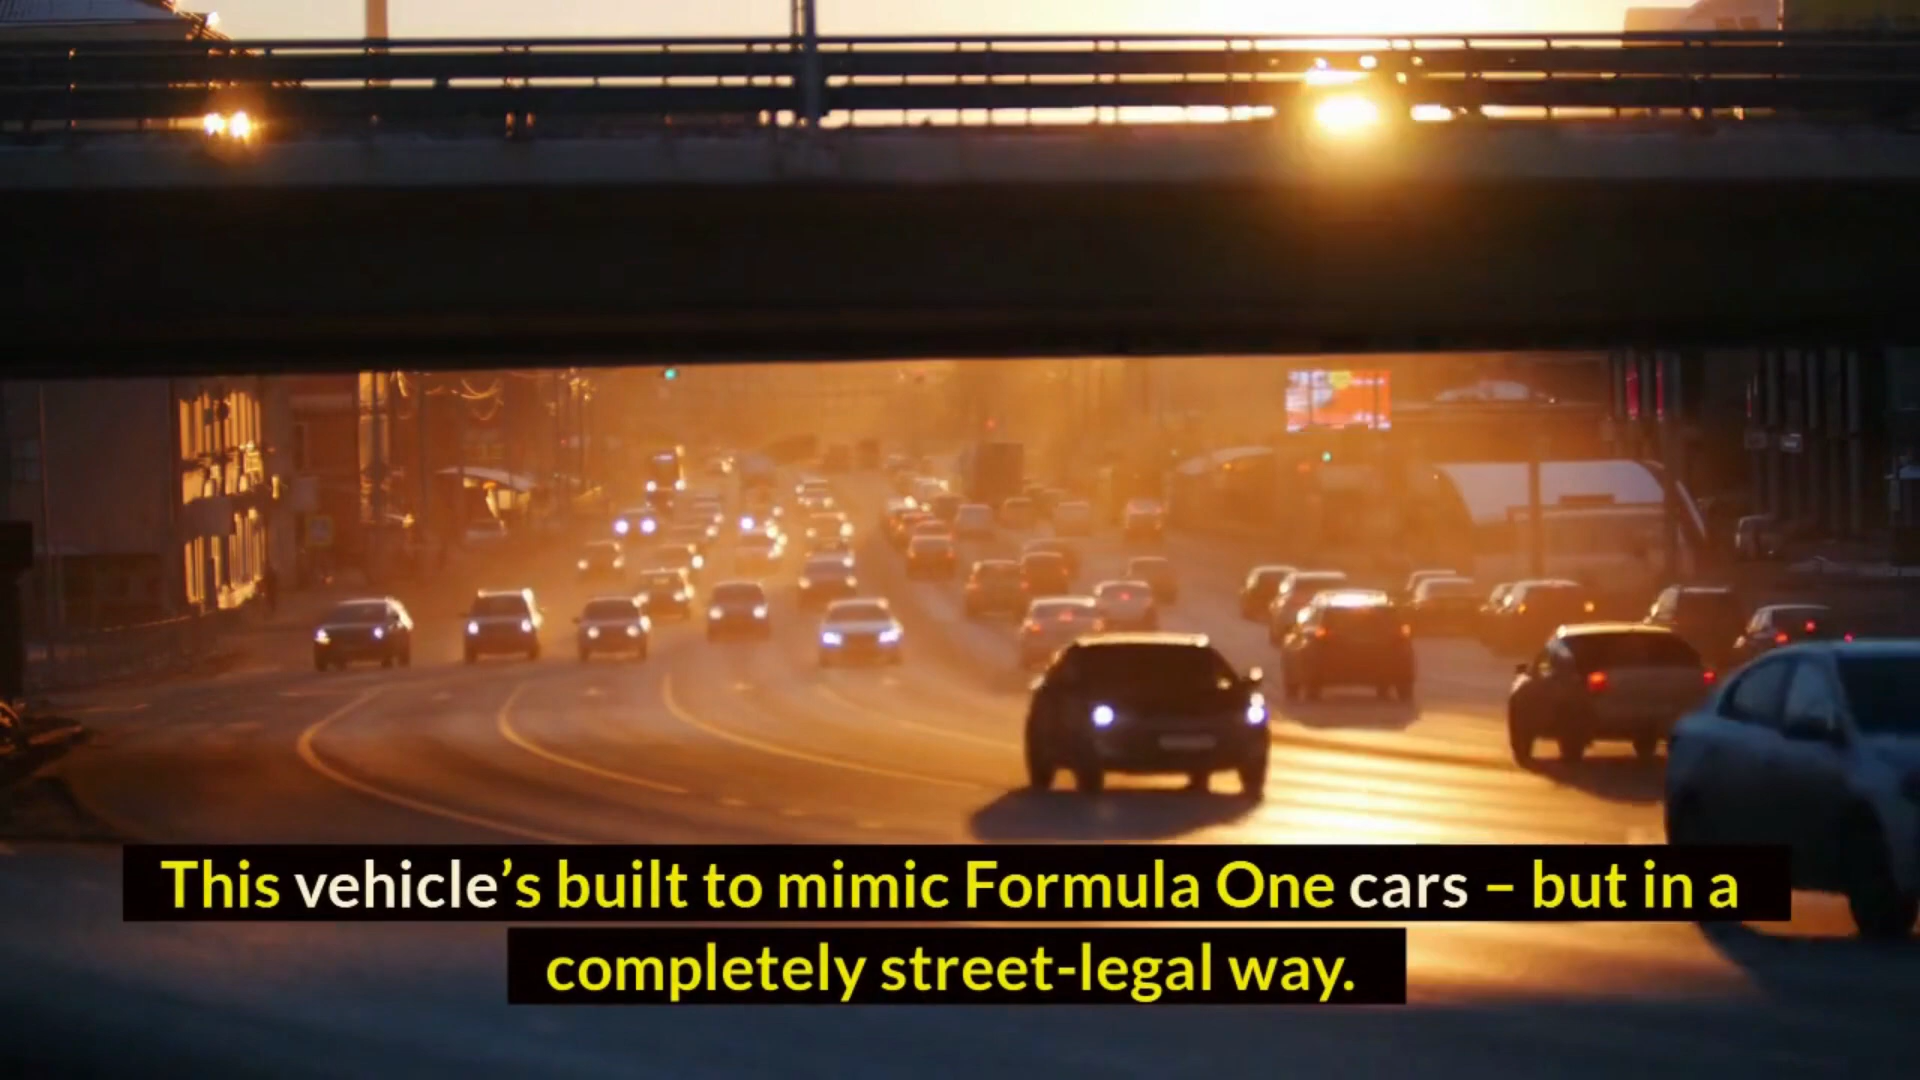 This vehicle’s built to mimic Formula One cars – but in a
completely street-legal way.